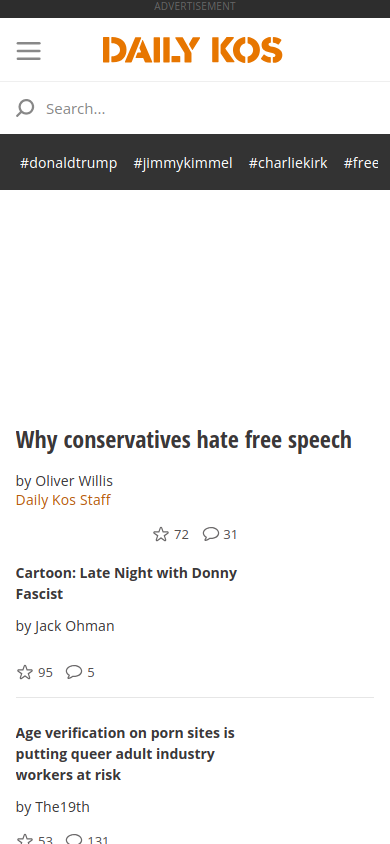 ADVERTISEMENT
DAILY KOS
Search...
#donaldtrump #jimmykimmel #charliekirk #free
Why conservatives hate free speech
by Oliver Willis
Daily Kos Staff
72 31
Cartoon: Late Night with Donny
Fascist
by Jack Ohman
95 5
Age verification on porn sites is
putting queer adult industry
workers at risk
by The19th
53 131